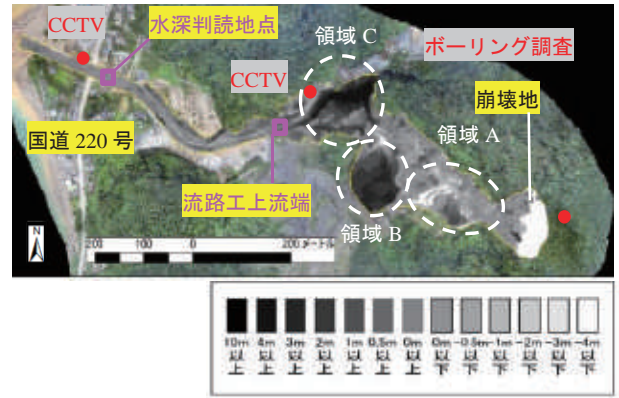 CCTV
水深判読地点
領域 C
ボーリング調査
CCTV
崩壊地
国道 220 号
領域 A
流路工上流端
領域 B
N
200 100 0 200 メートル
10m以上
4m以上
3m以上
2m以上
1m以上
0.5m以上
0m以上
0m以下
-0.5m以下
-1m以下
-2m以下
-3m以下
-4m以下